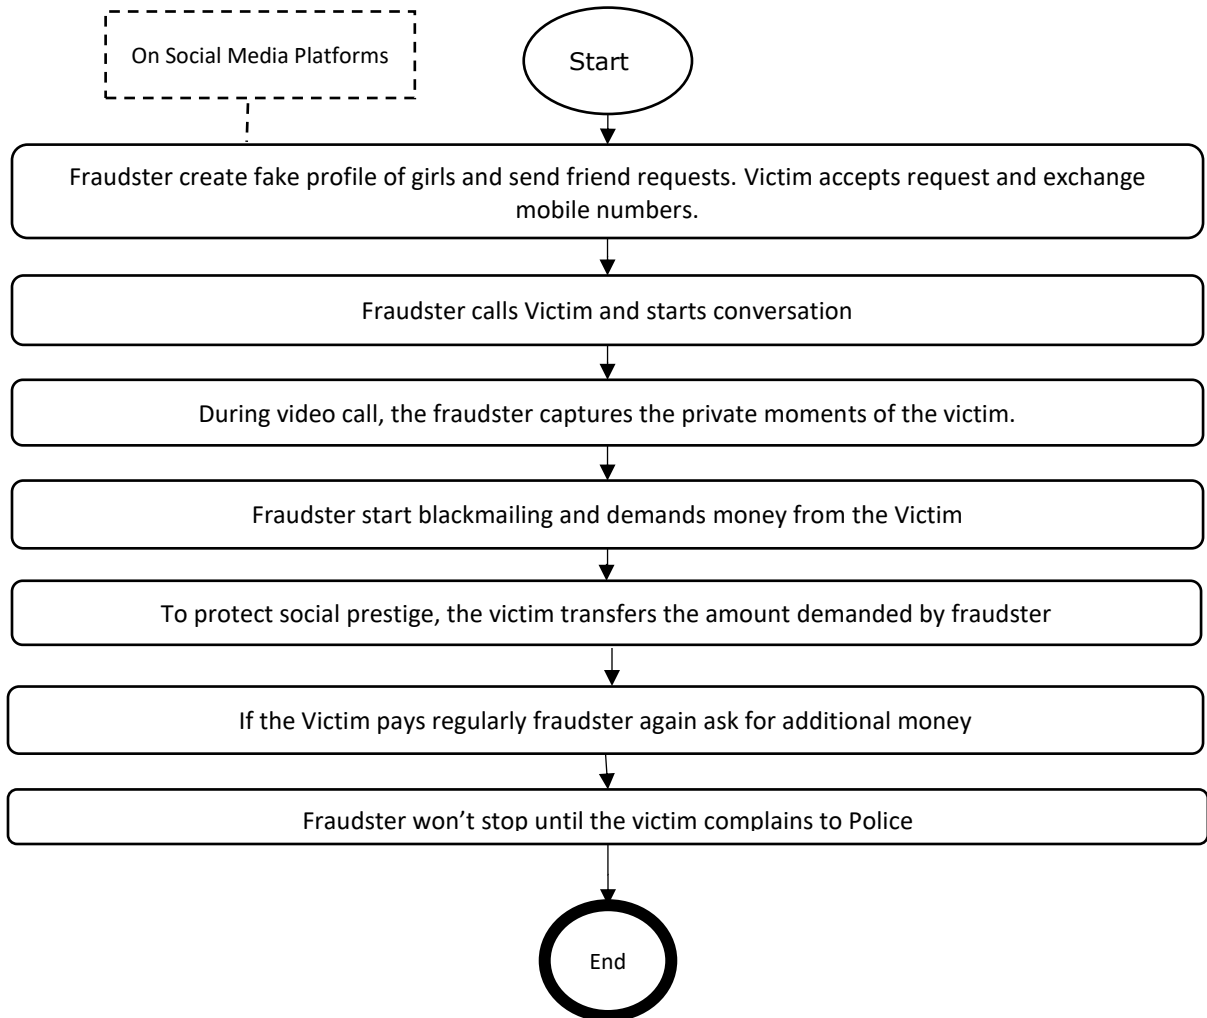 On Social Media Platforms
Start
Fraudster create fake profile of girls and send friend requests. Victim accepts request and exchange
mobile numbers.
Fraudster calls Victim and starts conversation
During video call, the fraudster captures the private moments of the victim.
Fraudster start blackmailing and demands money from the Victim
To protect social prestige, the victim transfers the amount demanded by fraudster
If the Victim pays regularly fraudster again ask for additional money
Fraudster won’t stop until the victim complains to Police
End